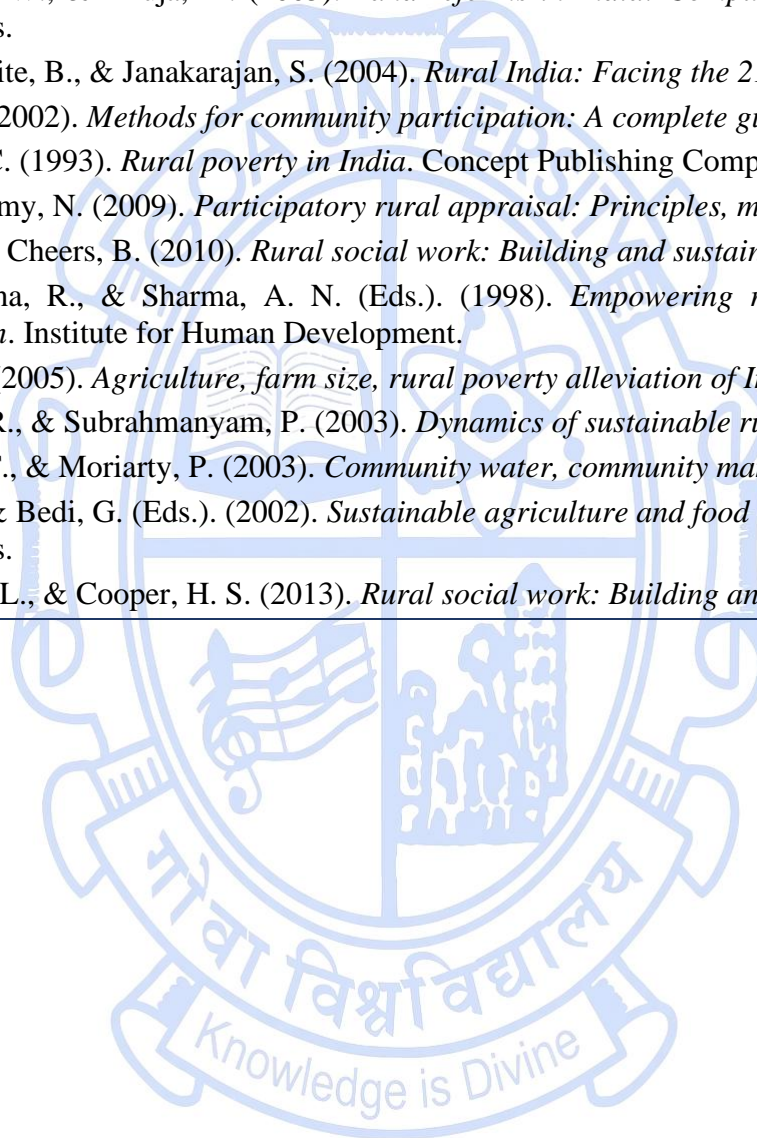 (2003).
s.
ite, B., & Janakarajan, S. (2004). Rural India: Facing the 2
2002). Methods for community participation: A complete gu
C. (1993). Rural poverty in India. Concept Publishing Comp
my, N. (2009). Participatory rural appraisal: Principles, m
Cheers, B. (2010). Rural social work: Building and sustain
na, R., & Sharma, A. N. (Eds.). (1998). Empowering r
n. Institute for Human Development.
(2005). Agriculture, farm size, rural poverty alleviation of I
R., & Subrahmanyam, P. (2003). Dynamics of sustainable ru
., & Moriarty, P. (2003). Community water, community ma
& Bedi, G. (Eds.). (2002). Sustainable agriculture and food
s.
L., & Cooper, H. S. (2013). Rural social work: Building an
GOA UNIVERSITY
गोंवा विश्वविद्यालय
Knowledge is Divine